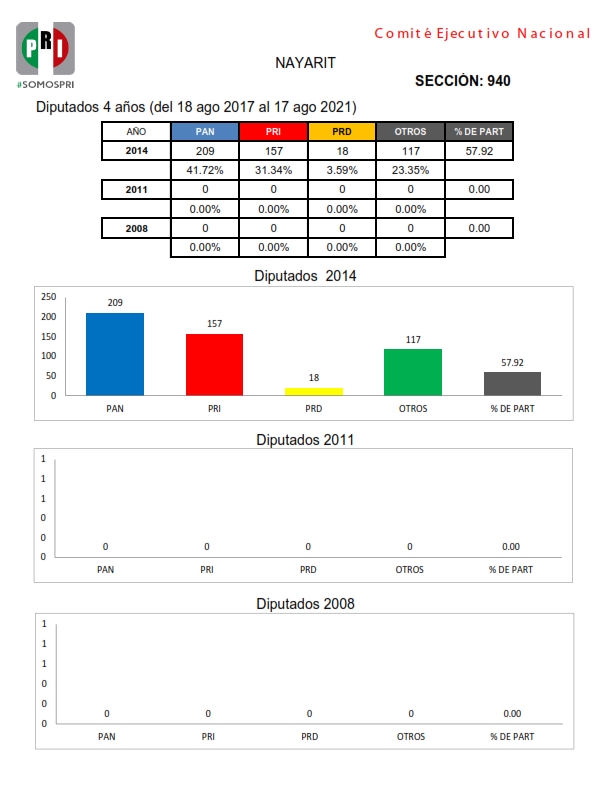 Comité Ejecutivo Nacional
PRI
#SOMOSPRI
NAYARIT
SECCIÓN: 940
Diputados 4 años (del 18 ago 2017 al 17 ago 2021)
AÑO PAN PRI PRD OTROS % DE PART
2014 209 157 18 117 57.92
41.72% 31.34% 3.59% 23.35%
2011 0 0 0 0 0.00
0.00% 0.00% 0.00% 0.00%
2008 0 0 0 0 0.00
0.00% 0.00% 0.00% 0.00%
Diputados 2014
250
200
150
100
50
0
209 157 18 117 57.92
PAN PRI PRD OTROS % DE PART
Diputados 2011
1
1
1
0
0
0
0 0 0 0 0.00
PAN PRI PRD OTROS % DE PART
Diputados 2008
1
1
1
0
0
0
0 0 0 0 0.00
PAN PRI PRD OTROS % DE PART